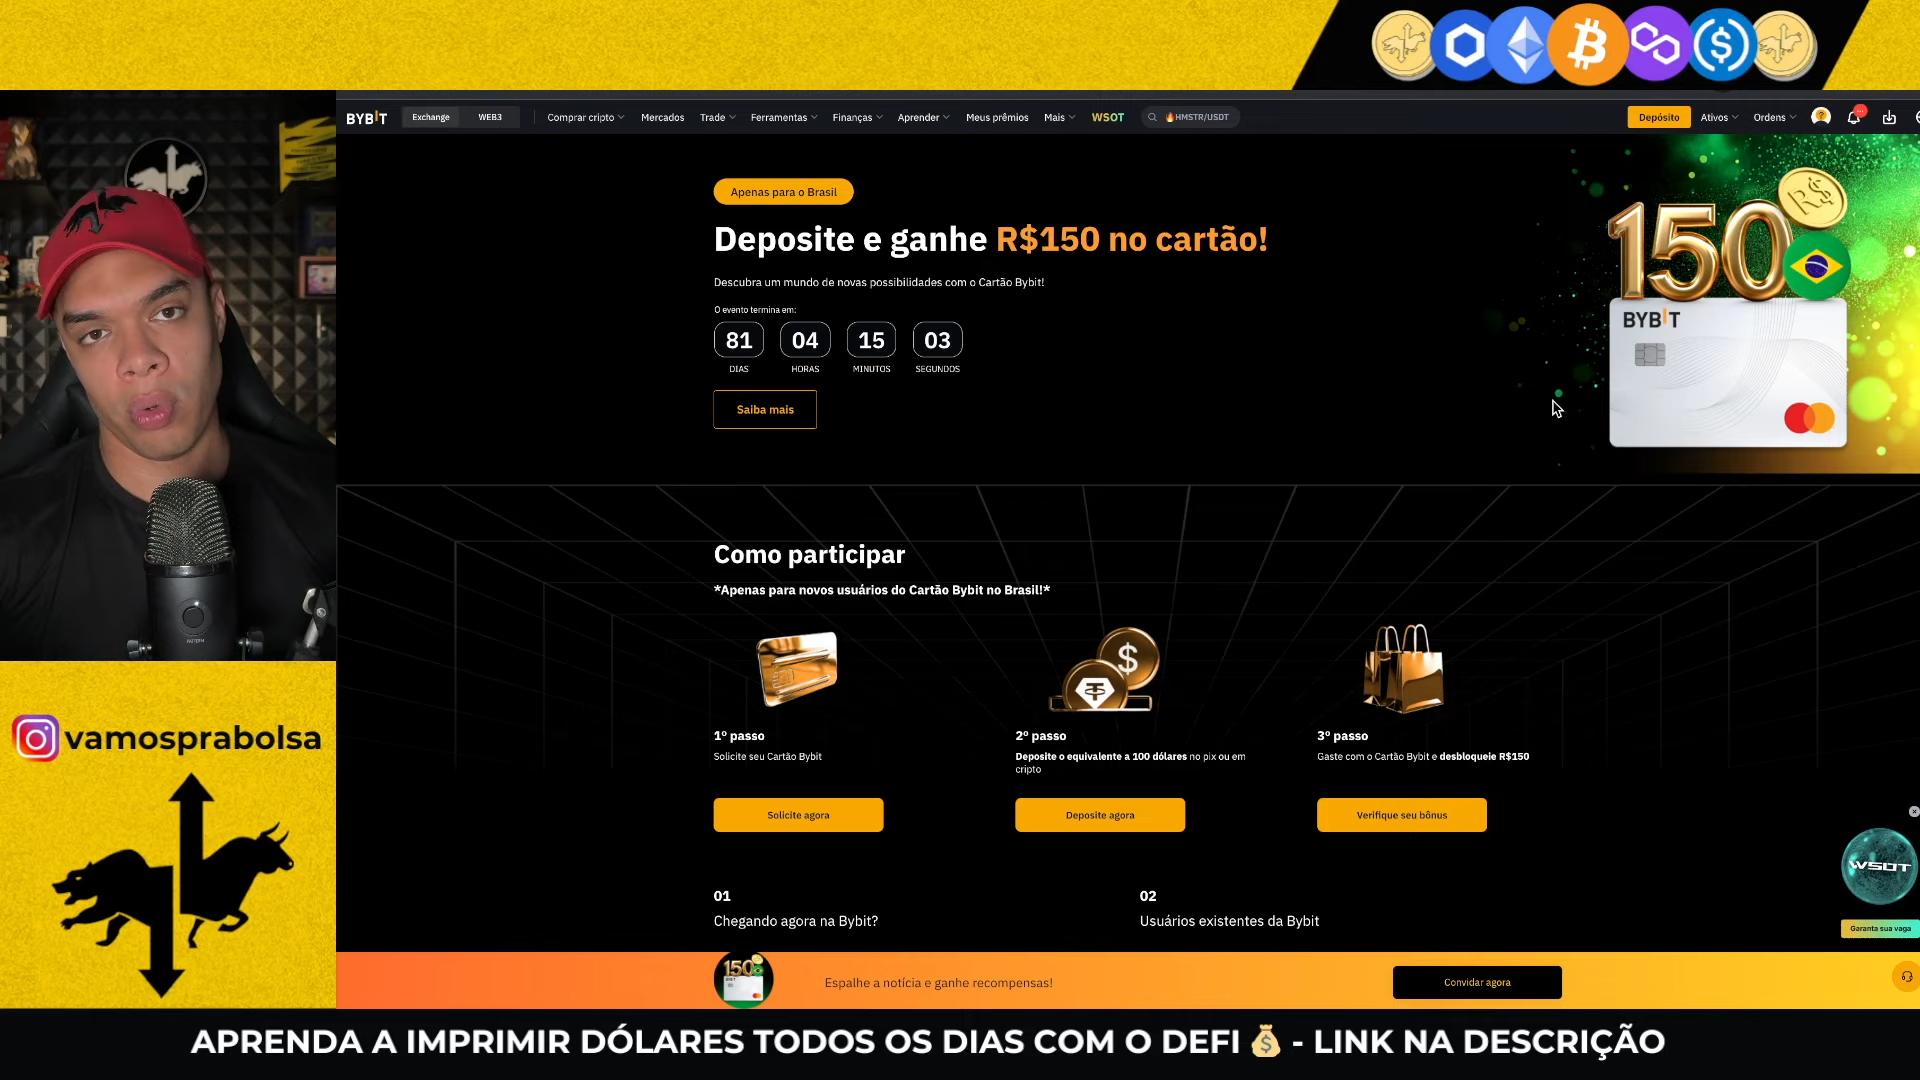 BYBIT
Exchange
WEB3
Comprar cripto
Mercados
Trade
Ferramentas
Finanças
Aprender
Meus prêmios
Mais
WSOT
HMSTR/USDT
Depósito
Ativos
Ordens
Apenas para o Brasil
Deposite e ganhe R$150 no cartão!
Descubra um mundo de novas possibilidades com o Cartão Bybit!
O evento termina em:
81
04
15
03
DIAS
HORAS
MINUTOS
SEGUNDOS
Saiba mais
R$
150
BYBIT
Como participar
*Apenas para novos usuários do Cartão Bybit no Brasil!*
1º passo
Solicite seu Cartão Bybit
Solicite agora
2º passo
Deposite o equivalente a 100 dólares no pix ou em
cripto
Deposite agora
3º passo
Gaste com o Cartão Bybit e desbloqueie R$150
Verifique seu bônus
01
Chegando agora na Bybit?
02
Usuários existentes da Bybit
WSOT
Garanta sua vaga
150
Espalhe a notícia e ganhe recompensas!
Convidar agora
vamosprabolsa
APRENDA A IMPRIMIR DÓLARES TODOS OS DIAS COM O DEFI 💰 - LINK NA DESCRIÇÃO